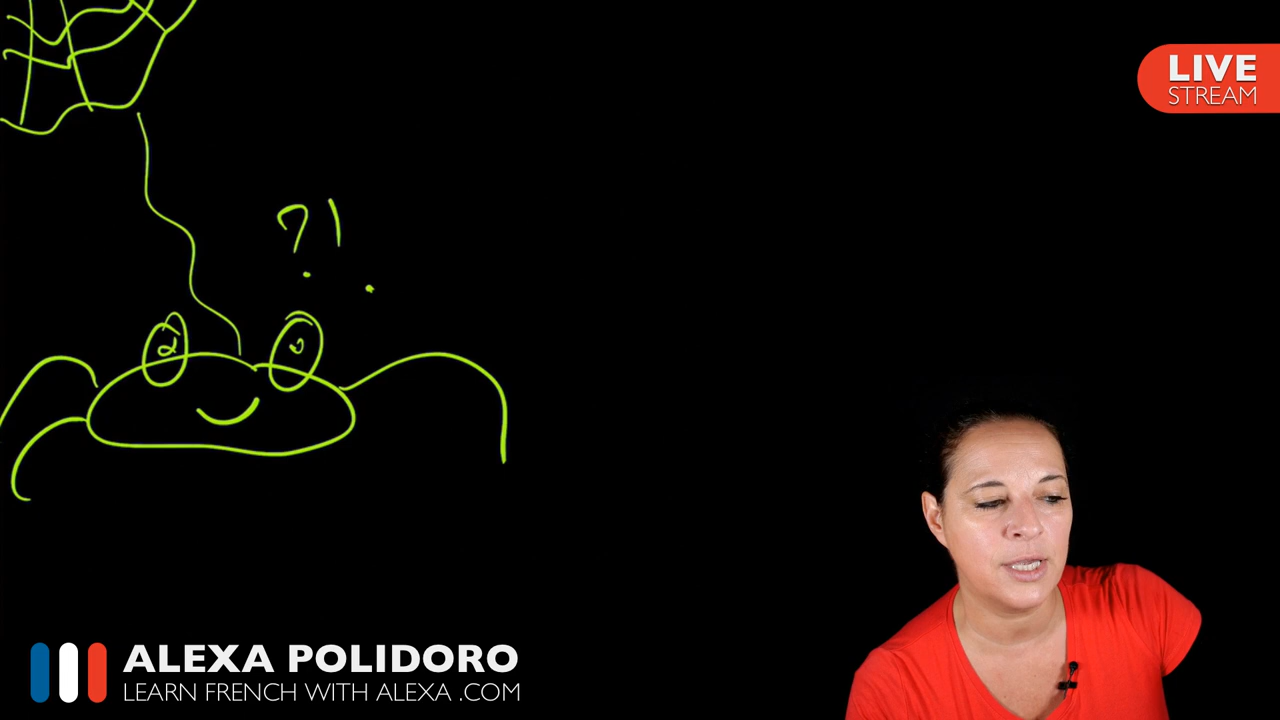 LIVE
STREAM
?!
ALEXA POLIDORO
LEARN FRENCH WITH ALEXA .COM